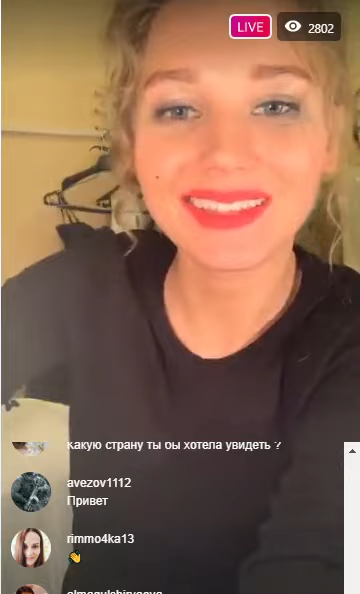 LIVE 2802
Какую страну ты бы хотела увидеть ?
avezov1112
Привет
rimmo4ka13